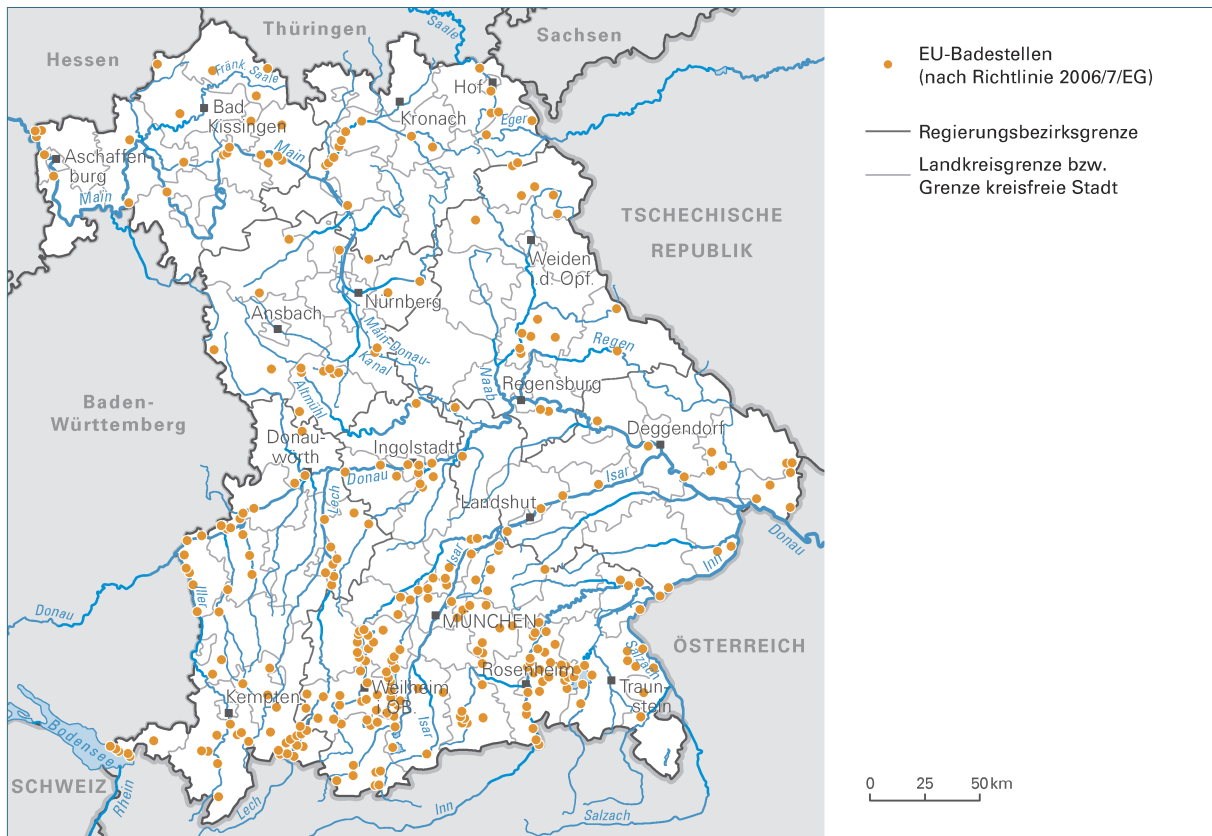 Thüringen
Sachsen
Hessen
Saale
Fränk. Saale
Hof
Bad
Kissingen
Kronach
Eger
Main
Aschaffen
burg
Main
TSCHECHISCHE
REPUBLIK
Weiden
d. Opf.
Nürnberg
Ansbach
Main-Donau-
Kanal
Regen
Naab
Regensburg
Altmühl
Baden-
Württemberg
Donau-
wörth
Ingolstadt
Deggendorf
Donau
Lech
Isar
Landshut
Donau
Isar
Inn
Iller
Donau
MÜNCHEN
ÖSTERREICH
Salzach
Rosenheim
Traun-
stein
Weilheim
i.OB
Kempten
Isar
Bodensee
SCHWEIZ
Rhein
Lech
Inn
Salzach
EU-Badestellen
(nach Richtlinie 2006/7/EG)
Regierungsbezirksgrenze
Landkreisgrenze bzw.
Grenze kreisfreie Stadt
0 25 50 km